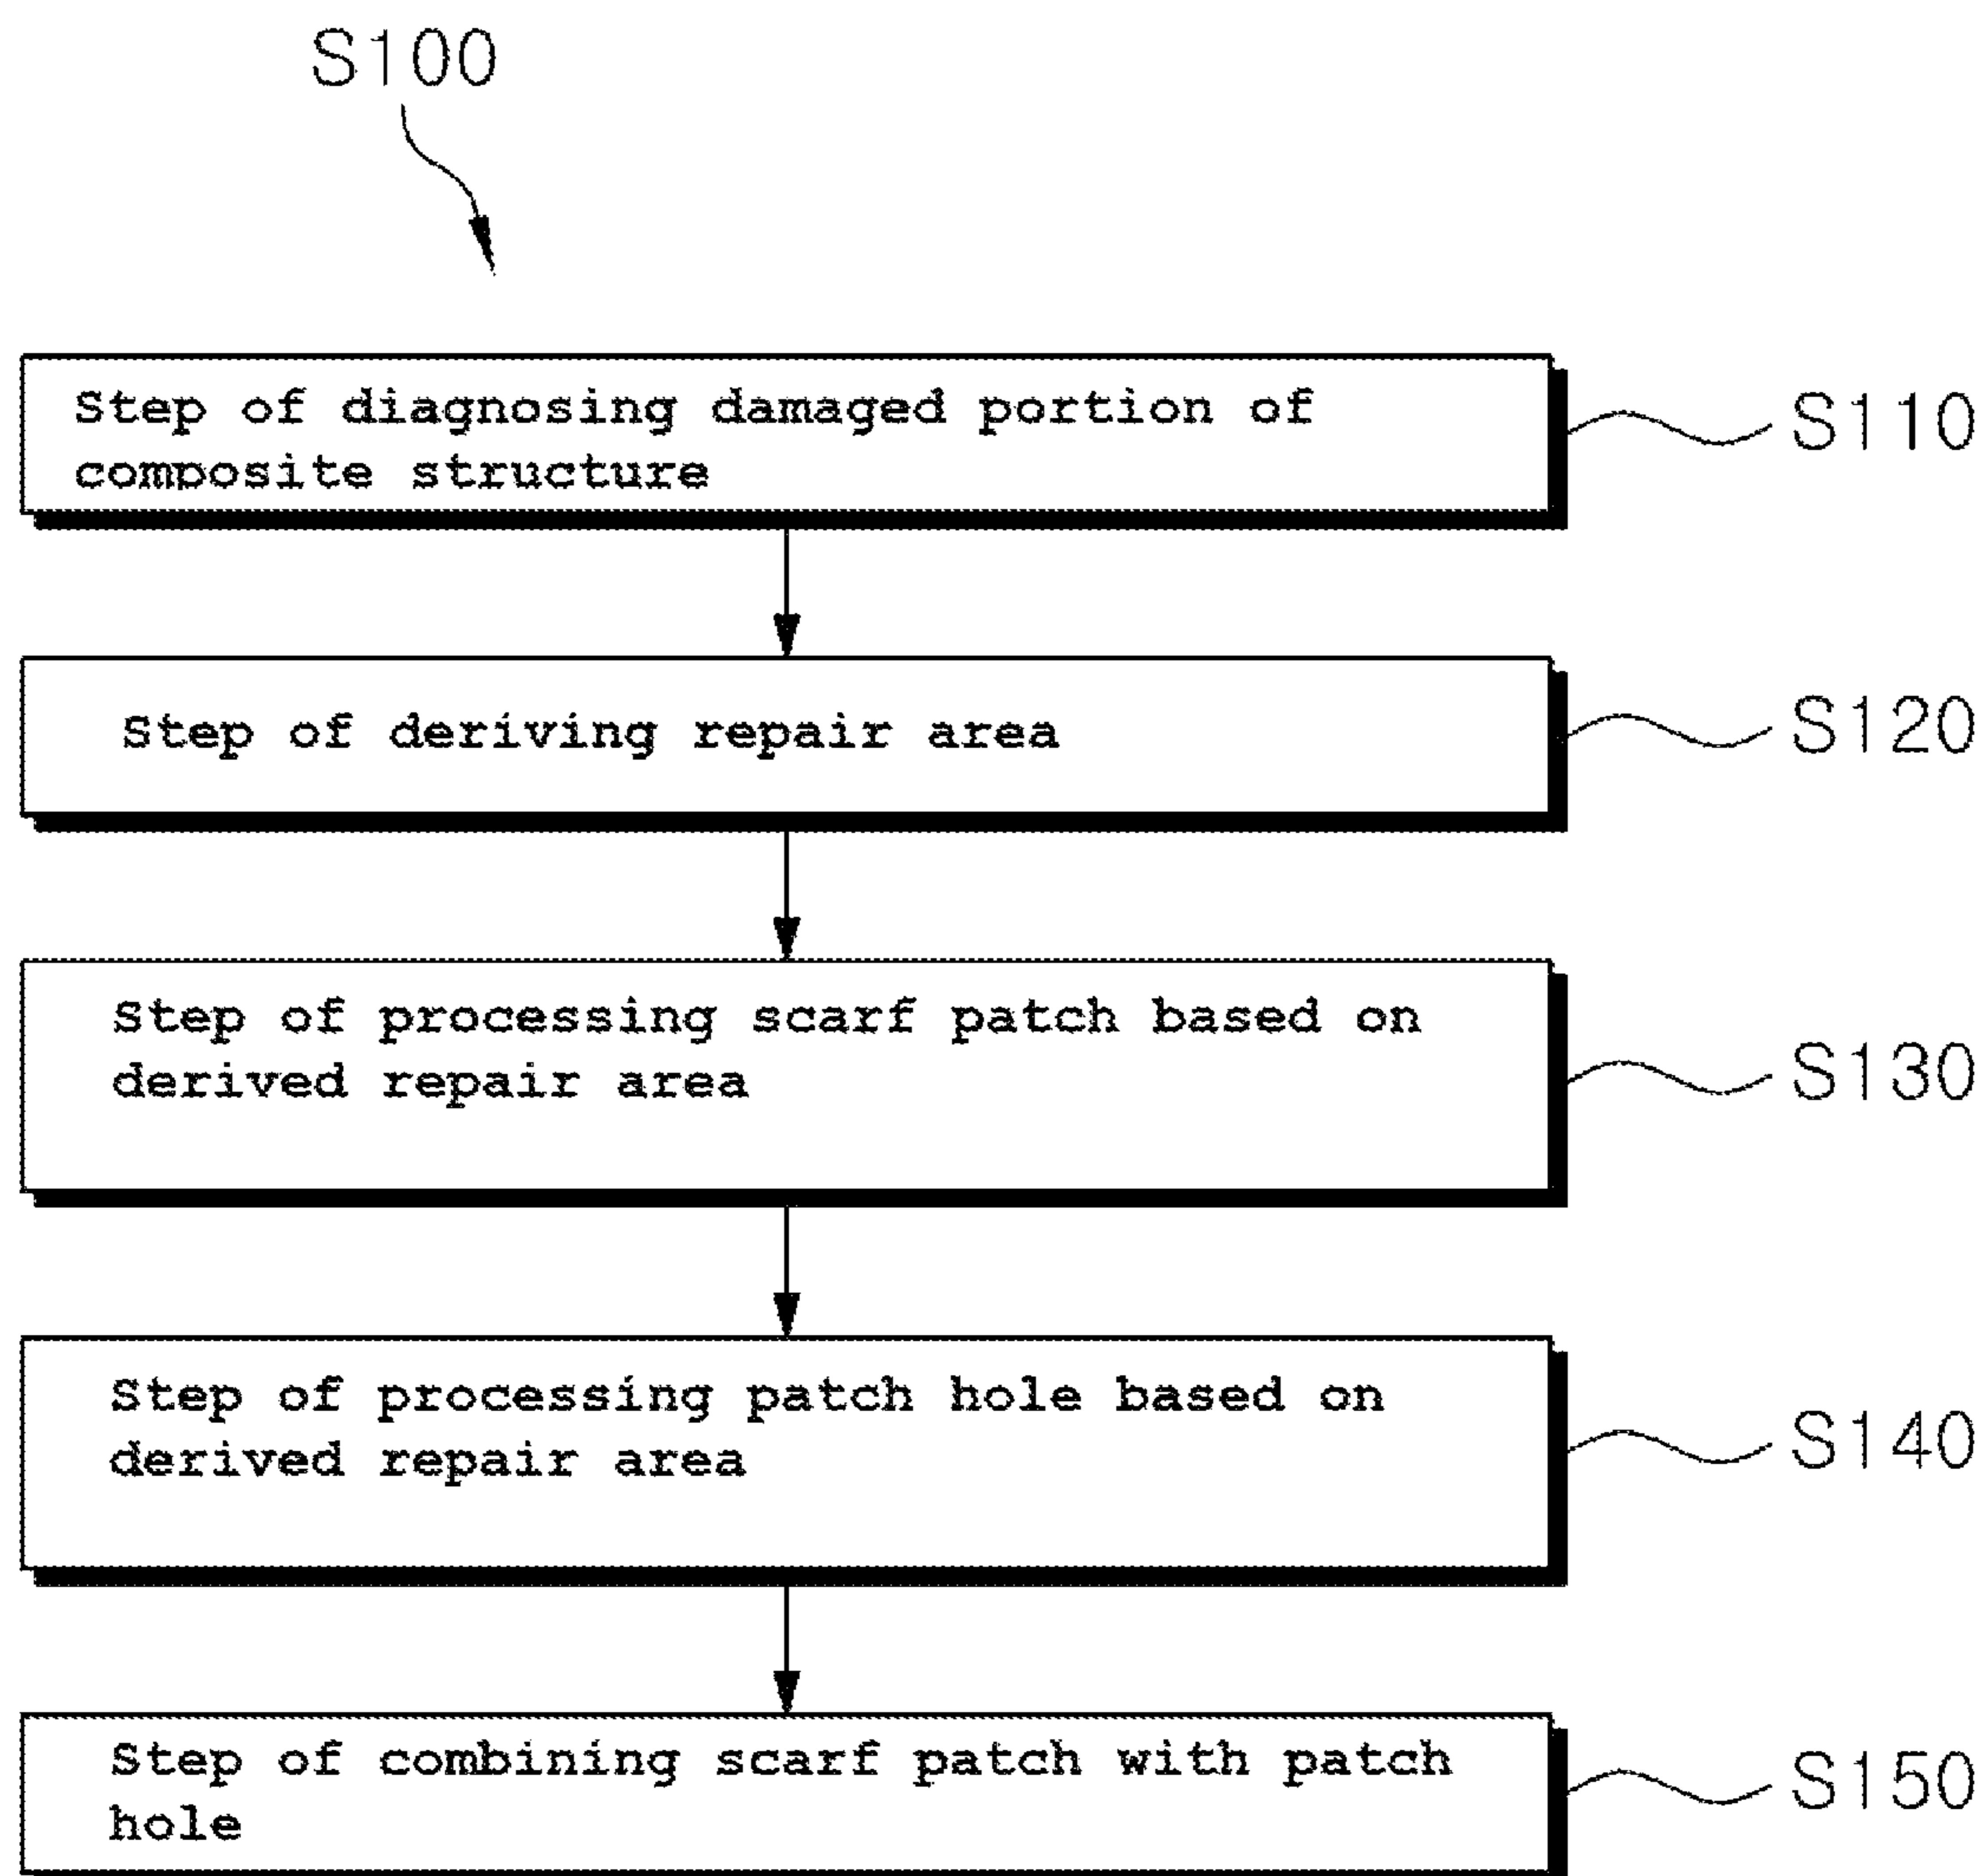 S100
Step of diagnosing damaged portion of
composite structure
S110
Step of deriving repair area
S120
Step of processing scarf patch based on
derived repair area
S130
Step of processing patch hole based on
derived repair area
S140
Step of combining scarf patch with patch
hole
S150